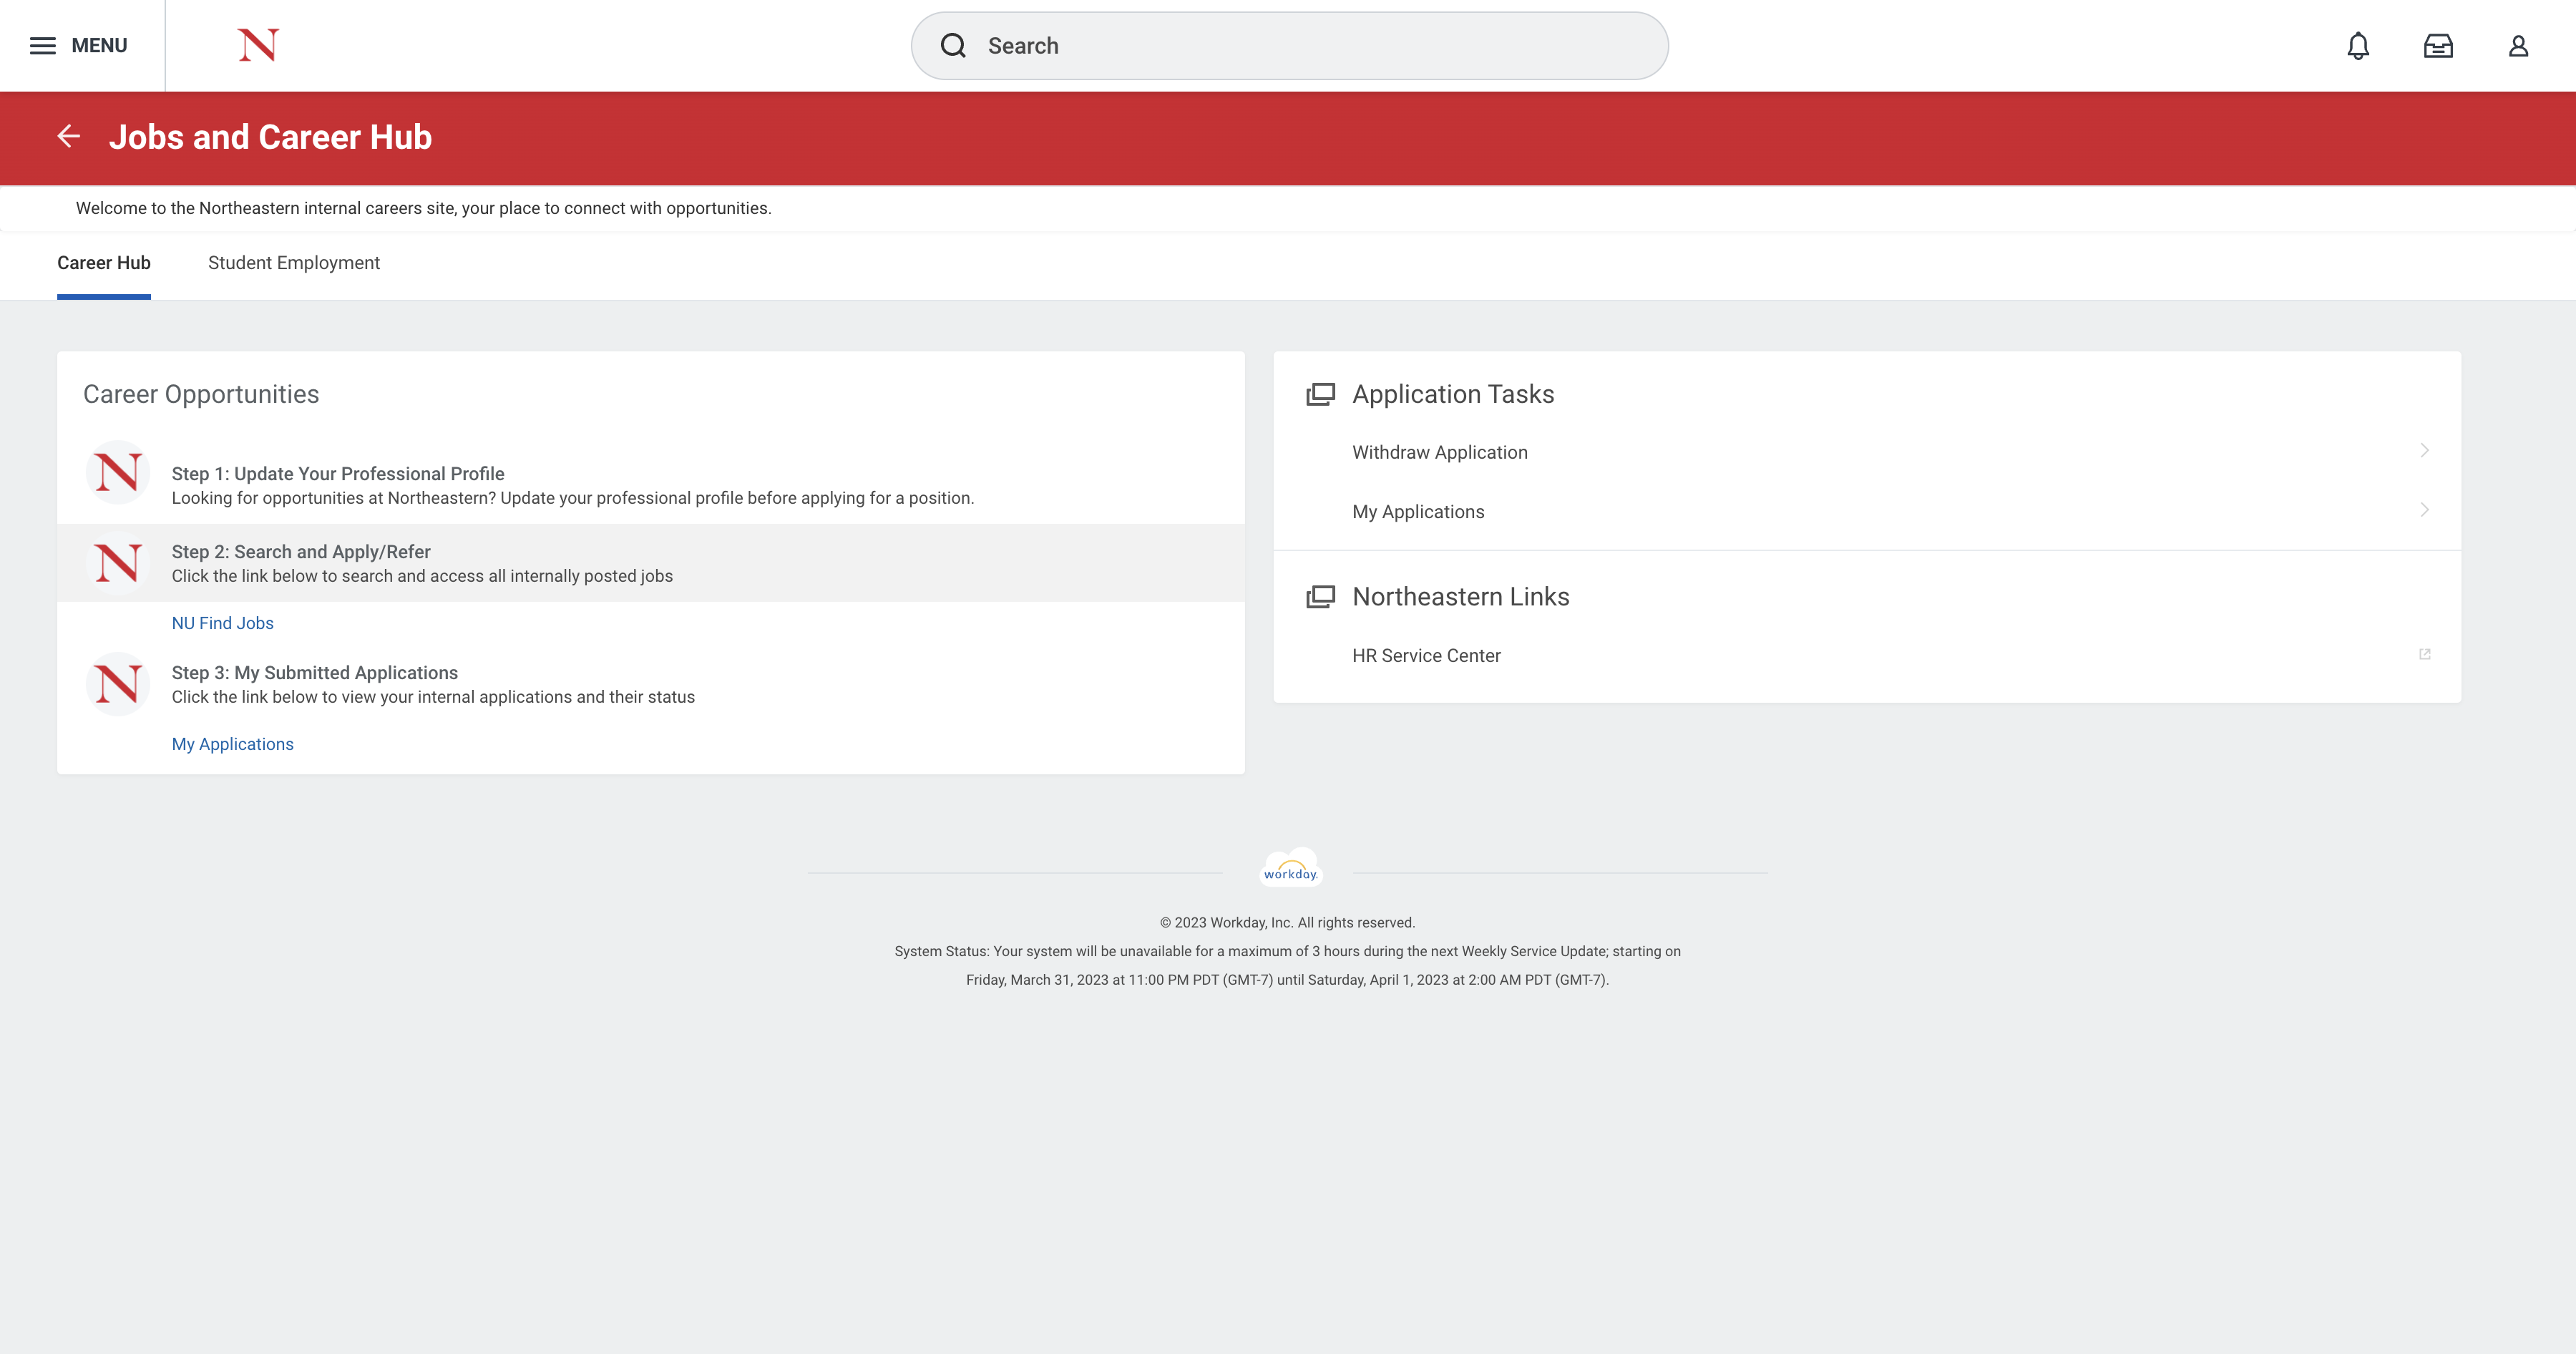 MENU
N
Search
Jobs and Career Hub
Welcome to the Northeastern internal careers site, your place to connect with opportunities.
Career Hub
Student Employment
Career Opportunities
N
Step 1: Update Your Professional Profile
Looking for opportunities at Northeastern? Update your professional profile before applying for a position.
N
Step 2: Search and Apply/Refer
Click the link below to search and access all internally posted jobs
NU Find Jobs
N
Step 3: My Submitted Applications
Click the link below to view your internal applications and their status
My Applications
Application Tasks
Withdraw Application
My Applications
Northeastern Links
HR Service Center
workday.
© 2023 Workday, Inc. All rights reserved.
System Status: Your system will be unavailable for a maximum of 3 hours during the next Weekly Service Update; starting on
Friday, March 31, 2023 at 11:00 PM PDT (GMT-7) until Saturday, April 1, 2023 at 2:00 AM PDT (GMT-7).